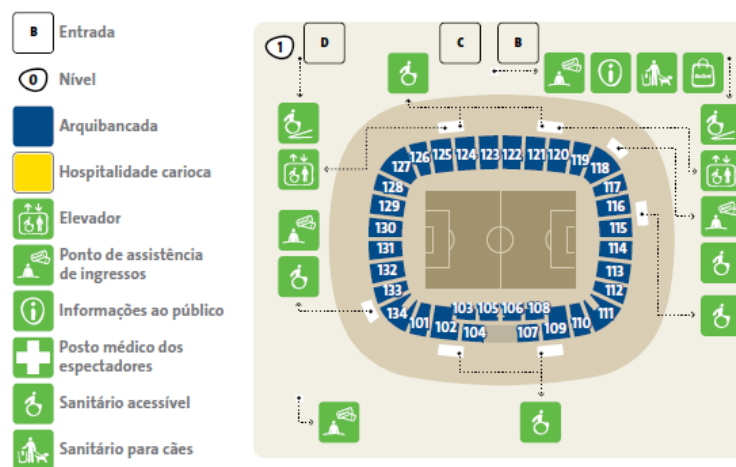 B Entrada
0 Nível
Arquibancada
Hospitalidade carioca
Elevador
Ponto de assistência
de ingressos
Informações ao público
Posto médico dos
espectadores
Sanitário acessível
Sanitário para cães
1 D C B
126 125 124 123 122 121 120 119
127 118
128 117
129 116
130 115
131 114
132 113
133 112
134 103 105 106 108 111
101 102 104 107 109 110